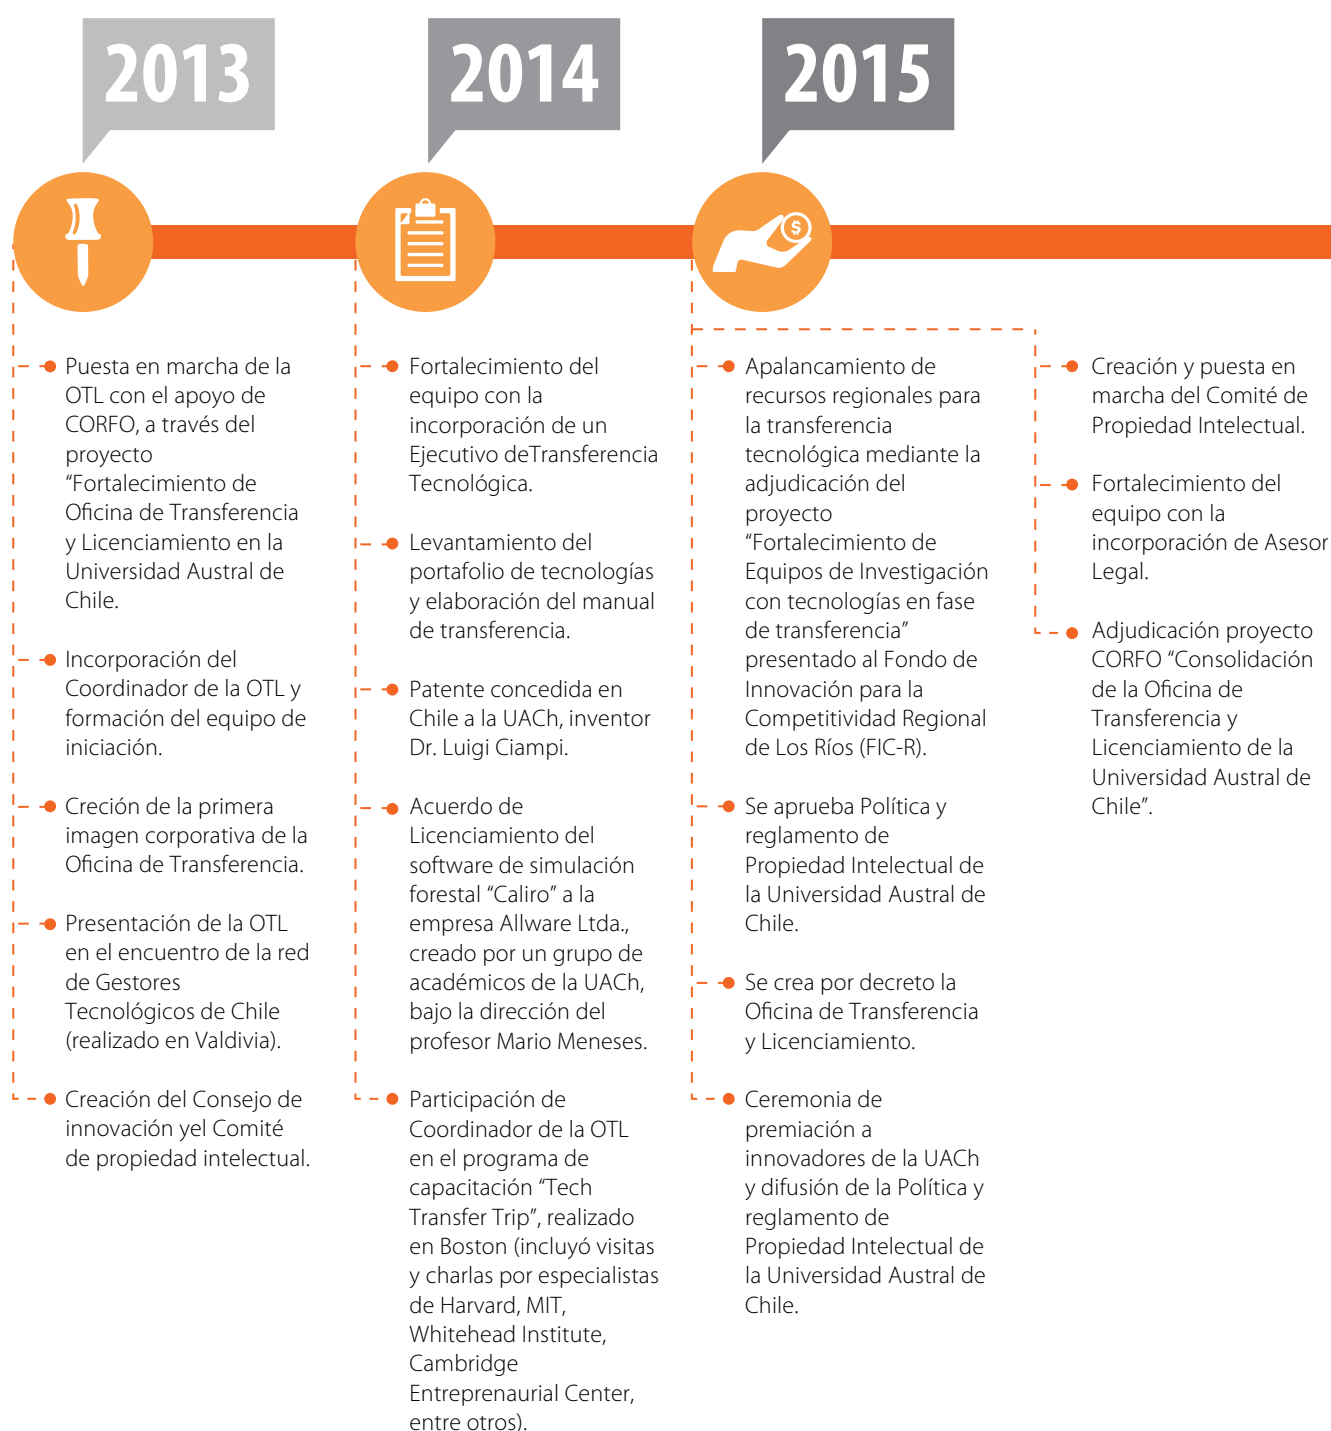 2013
Puesta en marcha de la
OTL con el apoyo de
CORFO, a través del
proyecto
“Fortalecimiento de
Oficina de Transferencia
y Licenciamiento en la
Universidad Austral de
Chile.
Incorporación del
Coordinador de la OTL y
formación del equipo de
iniciación.
Creción de la primera
imagen corporativa de la
Oficina de Transferencia.
Presentación de la OTL
en el encuentro de la red
de Gestores
Tecnológicos de Chile
(realizado en Valdivia).
Creación del Consejo de
innovación yel Comité
de propiedad intelectual.
2014
Fortalecimiento del
equipo con la
incorporación de un
Ejecutivo deTransferencia
Tecnológica.
Levantamiento del
portafolio de tecnologías
y elaboración del manual
de transferencia.
Patente concedida en
Chile a la UACh, inventor
Dr. Luigi Ciampi.
Acuerdo de
Licenciamiento del
software de simulación
forestal “Caliro” a la
empresa Allware Ltda.,
creado por un grupo de
académicos de la UACh,
bajo la dirección del
profesor Mario Meneses.
Participación de
Coordinador de la OTL
en el programa de
capacitación “Tech
Transfer Trip”, realizado
en Boston (incluyó visitas
y charlas por especialistas
de Harvard, MIT,
Whitehead Institute,
Cambridge
Entreprenaurial Center,
entre otros).
2015
$
Apalancamiento de
recursos regionales para
la transferencia
tecnológica mediante la
adjudicación del
proyecto
“Fortalecimiento de
Equipos de Investigación
con tecnologías en fase
de transferencia”
presentado al Fondo de
Innovación para la
Competitividad Regional
de Los Ríos (FIC-R).
Se aprueba Política y
reglamento de
Propiedad Intelectual de
la Universidad Austral de
Chile.
Se crea por decreto la
Oficina de Transferencia
y Licenciamiento.
Ceremonia de
premiación a
innovadores de la UACh
y difusión de la Política y
reglamento de
Propiedad Intelectual de
la Universidad Austral de
Chile.
Creación y puesta en
marcha del Comité de
Propiedad Intelectual.
Fortalecimiento del
equipo con la
incorporación de Asesor
Legal.
Adjudicación proyecto
CORFO “Consolidación
de la Oficina de
Transferencia y
Licenciamiento de la
Universidad Austral de
Chile”.